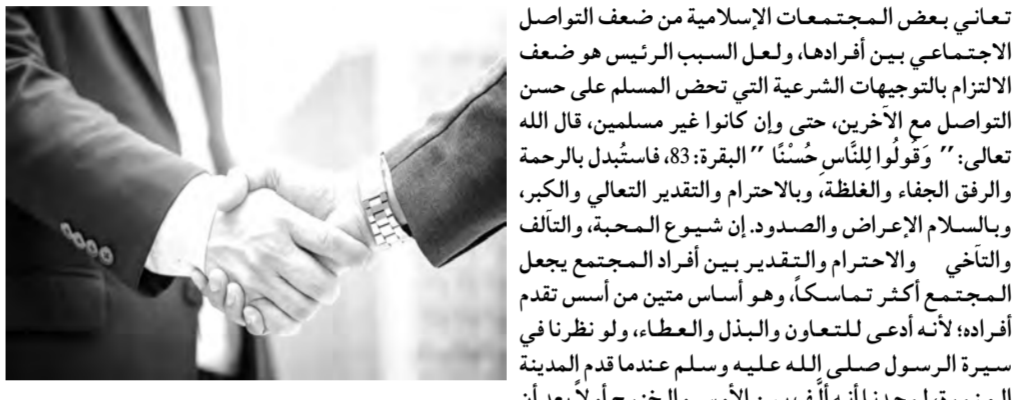 تعاني بعض المجتمعات الإسلامية من ضعف التواصل
الاجتماعي بين أفرادها، ولعل السبب الرئيس هو ضعف
الالتزام بالتوجيهات الشرعية التي تحض المسلم على حسن
التواصل مع الآخرين، حتى وإن كانوا غير مسلمين، قال الله
تعالى: ” وَقُولُوا لِلنَّاسِ حُسْنًا ” البقرة: 83، فاستُبدل بالرحمة
والرفق الجفاء والغلظة، وبالاحترام والتقدير التعالي والكبر،
وبالسلام الإعراض والصدود. إن شيوع المحبة، والتآلف
والتآخي والاحترام والتقدير بين أفراد المجتمع يجعل
المجتمع أكثر تماسكاً، وهو أساس متين من أسس تقدم
أفراده؛ لأنه أدعى للتعاون والبذل والعطاء، ولو نظرنا في
سيرة الرسول صلى الله عليه وسلم عندما قدم المدينة